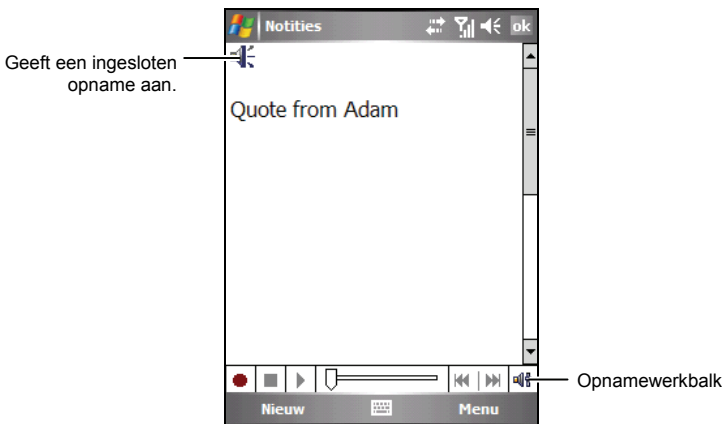 Notities ok
Geeft een ingesloten
opname aan.
Quote from Adam
Opnamewerkbalk
Nieuw Menu